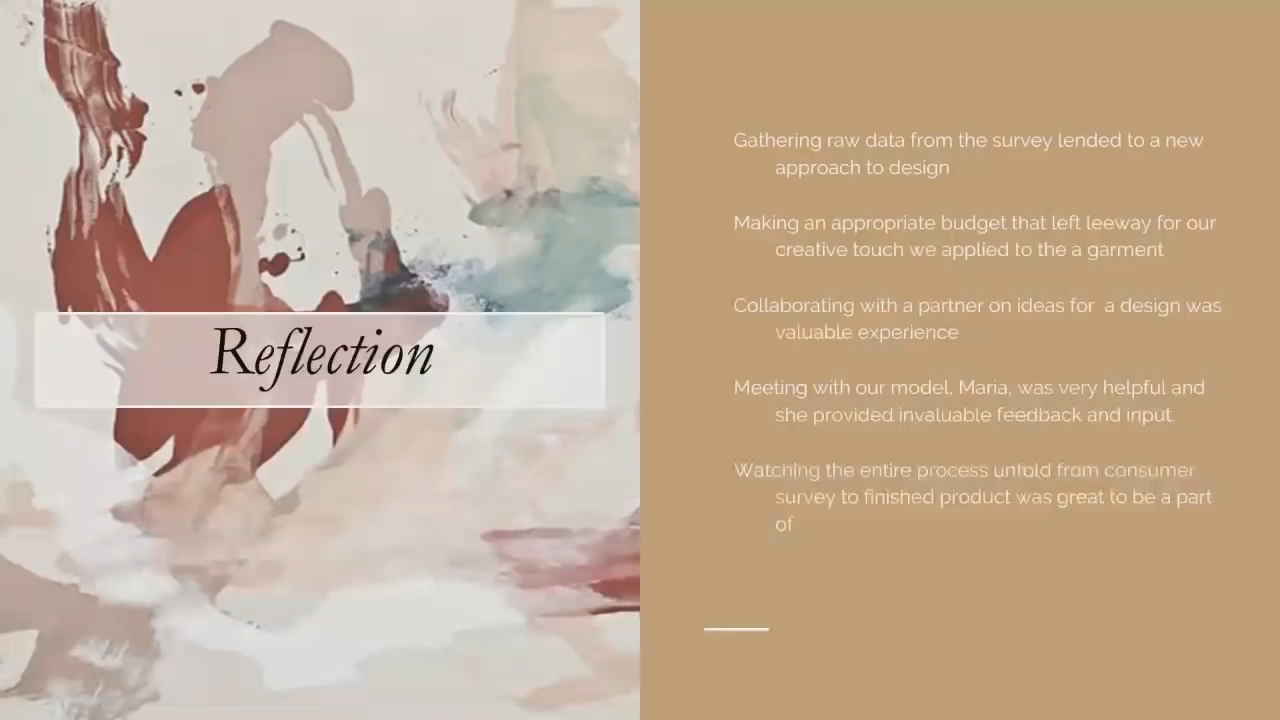 Reflection
Gathering raw data from the survey lended to a new
approach to design
Making an appropriate budget that left leeway for our
creative touch we applied to the a garment
Collaborating with a partner on ideas for  a design was
valuable experience
Meeting with our model, Maria, was very helpful and
she provided invaluable feedback and input.
Watching the entire process unfold from consumer
survey to finished product was great to be a part
of